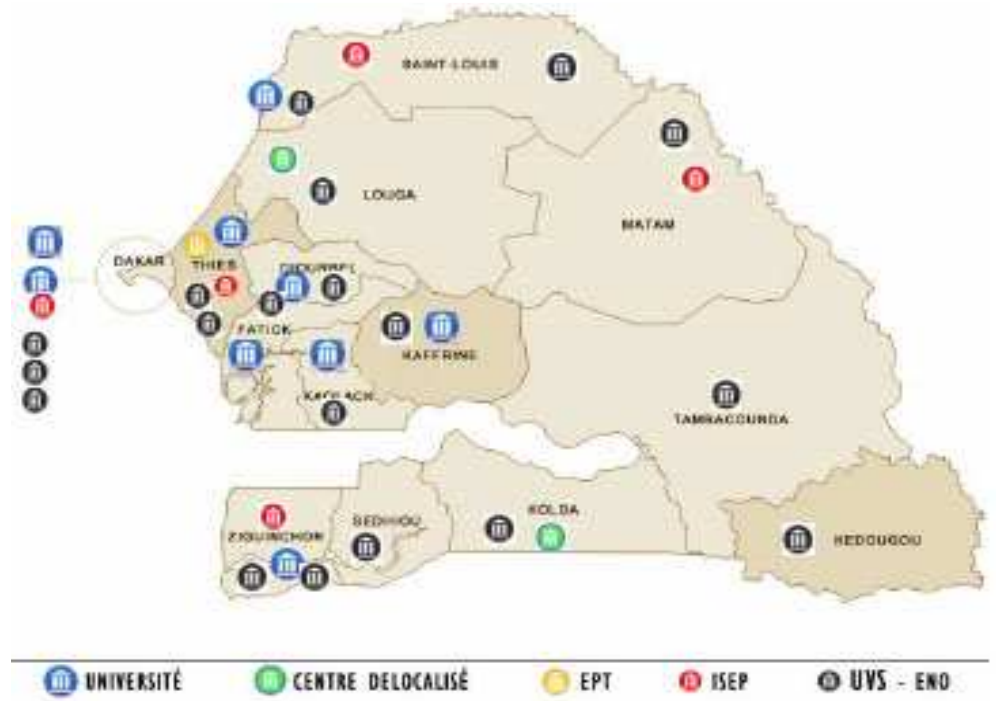 SAINT-LOUIS
LOUGA
MATAM
DAKAR
THIES
FATICK
KAFFRINE
TAMBACOUNDA
KOLDA
SEDHIOU
ZIGUINCHOR
KEDOUGOU
UNIVERSITÉ
CENTRE DELOCALISÉ
EPT
ISEP
UVS - ENO